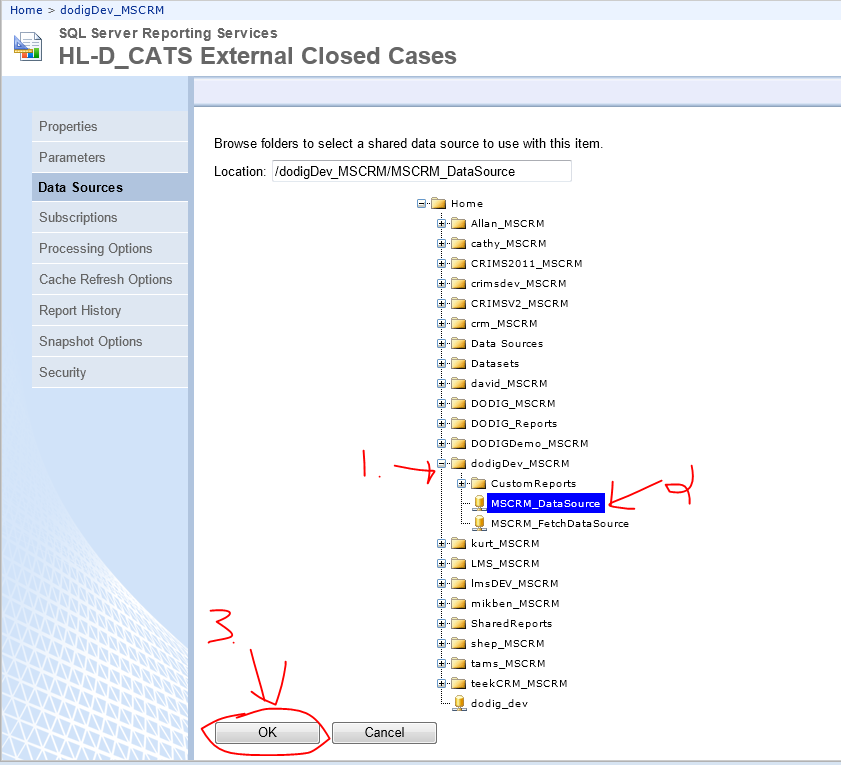 Home > dodigDev_MSCRM
SQL Server Reporting Services
HL-D_CATS External Closed Cases
Properties
Parameters
Data Sources
Subscriptions
Processing Options
Cache Refresh Options
Report History
Snapshot Options
Security
Browse folders to select a shared data source to use with this item.
Location: /dodigDev_MSCRM/MSCRM_DataSource
Home
Allan_MSCRM
cathy_MSCRM
CRIMS2011_MSCRM
crimsdev_MSCRM
CRIMSV2_MSCRM
crm_MSCRM
Data Sources
Datasets
david_MSCRM
DODIG_MSCRM
DODIG_Reports
DODIGDemo_MSCRM
1. dodigDev_MSCRM
CustomReports
MSCRM_DataSource 2
MSCRM_FetchDataSource
kurt_MSCRM
LMS_MSCRM
lmsDEV_MSCRM
mikben_MSCRM
SharedReports
shep_MSCRM
tams_MSCRM
teekCRM_MSCRM
dodig_dev
3.
OK Cancel